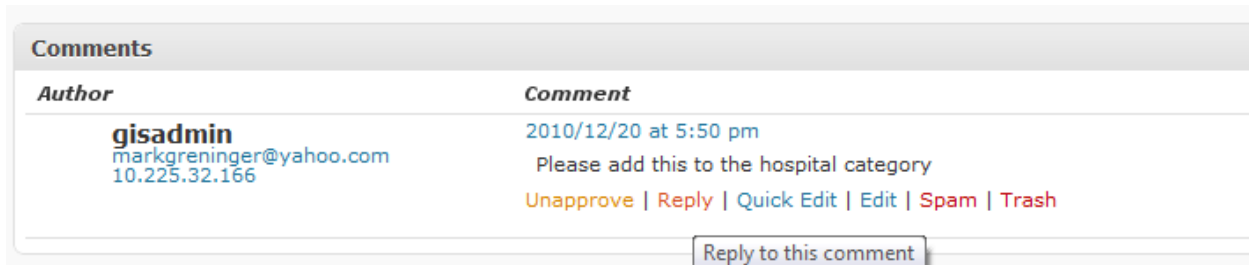 Comments
Author Comment
gisadmin
markgreninger@yahoo.com
10.225.32.166
2010/12/20 at 5:50 pm
Please add this to the hospital category
Unapprove | Reply | Quick Edit | Edit | Spam | Trash
Reply to this comment